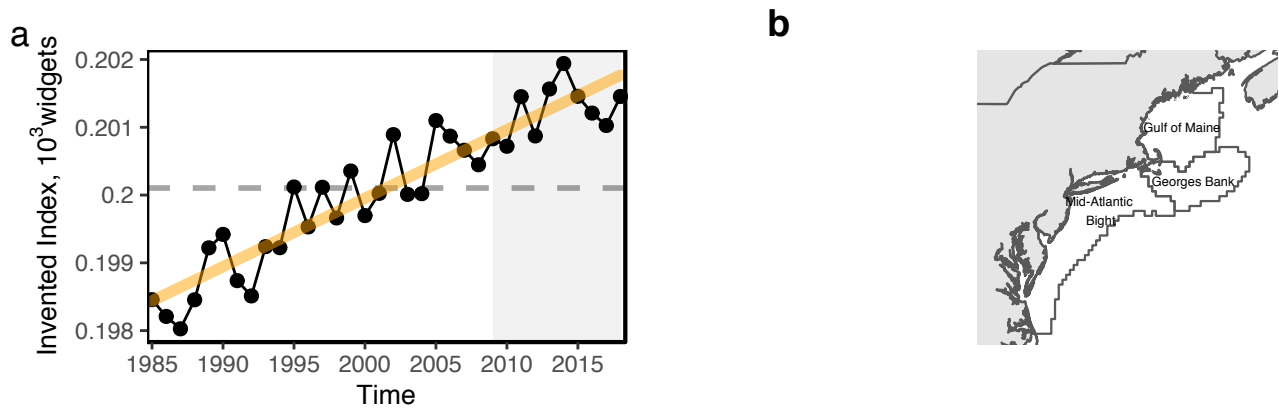 a
Invented Index, 10³widgets
0.202
0.201
0.2
0.199
0.198
1985 1990 1995 2000 2005 2010 2015
Time
b
Gulf of Maine
Georges Bank
Mid-Atlantic
Bight